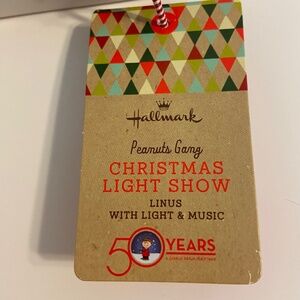 Hallmark
Peanuts Gang
CHRISTMAS
LIGHT SHOW
LINUS
WITH LIGHT & MUSIC
50 YEARS